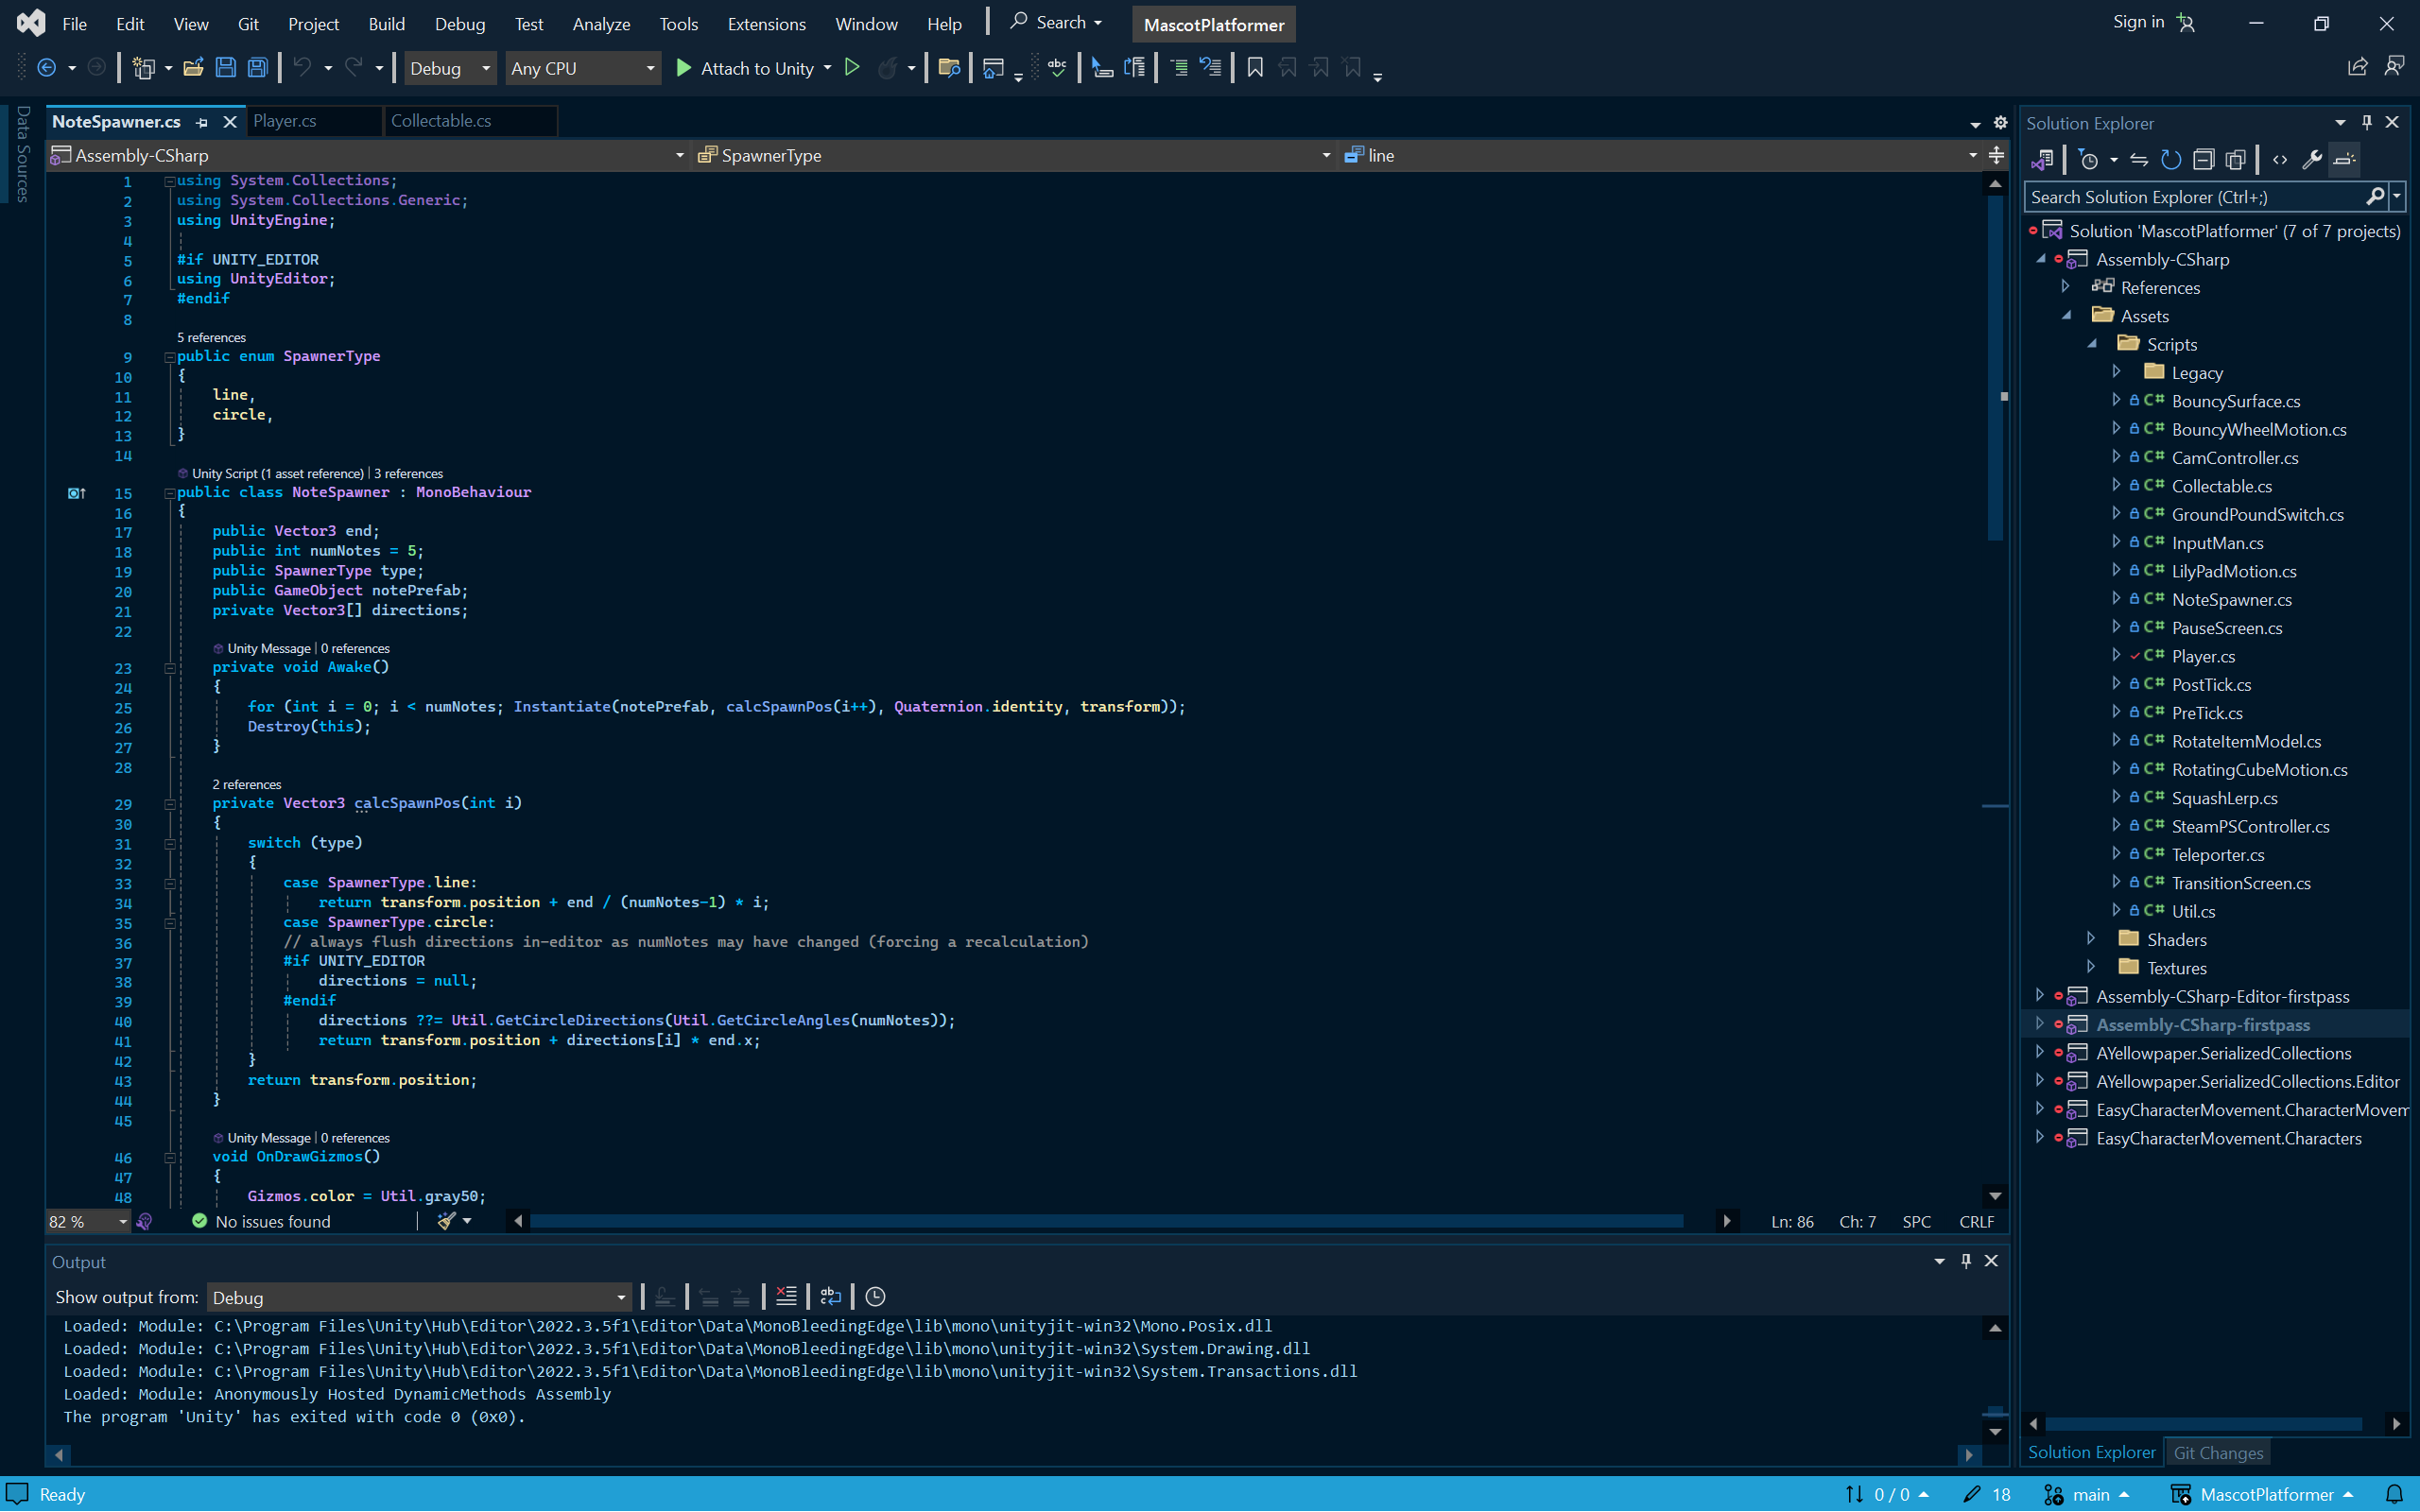 File Edit View Git Project Build Debug Test Analyze Tools Extensions Window Help Search MascotPlatformer Sign in
Debug Any CPU Attach to Unity
Data Sources
NoteSpawner.cs Player.cs Collectable.cs
Assembly-CSharp SpawnerType line
1 using System.Collections;
2 using System.Collections.Generic;
3 using UnityEngine;
4
5 #if UNITY_EDITOR
6 using UnityEditor;
7 #endif
8
5 references
9 public enum SpawnerType
10 {
11 line,
12 circle,
13 }
14
Unity Script (1 asset reference) | 3 references
15 public class NoteSpawner : MonoBehaviour
16 {
17 public Vector3 end;
18 public int numNotes = 5;
19 public SpawnerType type;
20 public GameObject notePrefab;
21 private Vector3[] directions;
22
Unity Message | 0 references
23 private void Awake()
24 {
25 for (int i = 0; i < numNotes; Instantiate(notePrefab, calcSpawnPos(i++), Quaternion.identity, transform));
26 Destroy(this);
27 }
28
2 references
29 private Vector3 calcSpawnPos(int i)
30 {
31 switch (type)
32 {
33 case SpawnerType.line:
34 return transform.position + end / (numNotes-1) * i;
35 case SpawnerType.circle:
36 // always flush directions in-editor as numNotes may have changed (forcing a recalculation)
37 #if UNITY_EDITOR
38 directions = null;
39 #endif
40 directions ??= Util.GetCircleDirections(Util.GetCircleAngles(numNotes));
41 return transform.position + directions[i] * end.x;
42 }
43 return transform.position;
44 }
45
Unity Message | 0 references
46 void OnDrawGizmos()
47 {
48 Gizmos.color = Util.gray50;
82 % No issues found Ln: 86 Ch: 7 SPC CRLF
Output
Show output from: Debug
Loaded: Module: C:\Program Files\Unity\Hub\Editor\2022.3.5f1\Editor\Data\MonoBleedingEdge\lib\mono\unityjit-win32\Mono.Posix.dll
Loaded: Module: C:\Program Files\Unity\Hub\Editor\2022.3.5f1\Editor\Data\MonoBleedingEdge\lib\mono\unityjit-win32\System.Drawing.dll
Loaded: Module: C:\Program Files\Unity\Hub\Editor\2022.3.5f1\Editor\Data\MonoBleedingEdge\lib\mono\unityjit-win32\System.Transactions.dll
Loaded: Module: Anonymously Hosted DynamicMethods Assembly
The program 'Unity' has exited with code 0 (0x0).
Solution Explorer
Search Solution Explorer (Ctrl+;)
Solution 'MascotPlatformer' (7 of 7 projects)
Assembly-CSharp
References
Assets
Scripts
Legacy
C# BouncySurface.cs
C# BouncyWheelMotion.cs
C# CamController.cs
C# Collectable.cs
C# GroundPoundSwitch.cs
C# InputMan.cs
C# LilyPadMotion.cs
C# NoteSpawner.cs
C# PauseScreen.cs
C# Player.cs
C# PostTick.cs
C# PreTick.cs
C# RotateItemModel.cs
C# RotatingCubeMotion.cs
C# SquashLerp.cs
C# SteamPSController.cs
C# Teleporter.cs
C# TransitionScreen.cs
C# Util.cs
Shaders
Textures
Assembly-CSharp-Editor-firstpass
Assembly-CSharp-firstpass
AYellowpaper.SerializedCollections
AYellowpaper.SerializedCollections.Editor
EasyCharacterMovement.CharacterMovem
EasyCharacterMovement.Characters
Solution Explorer Git Changes
Ready 0 / 0 18 main MascotPlatformer